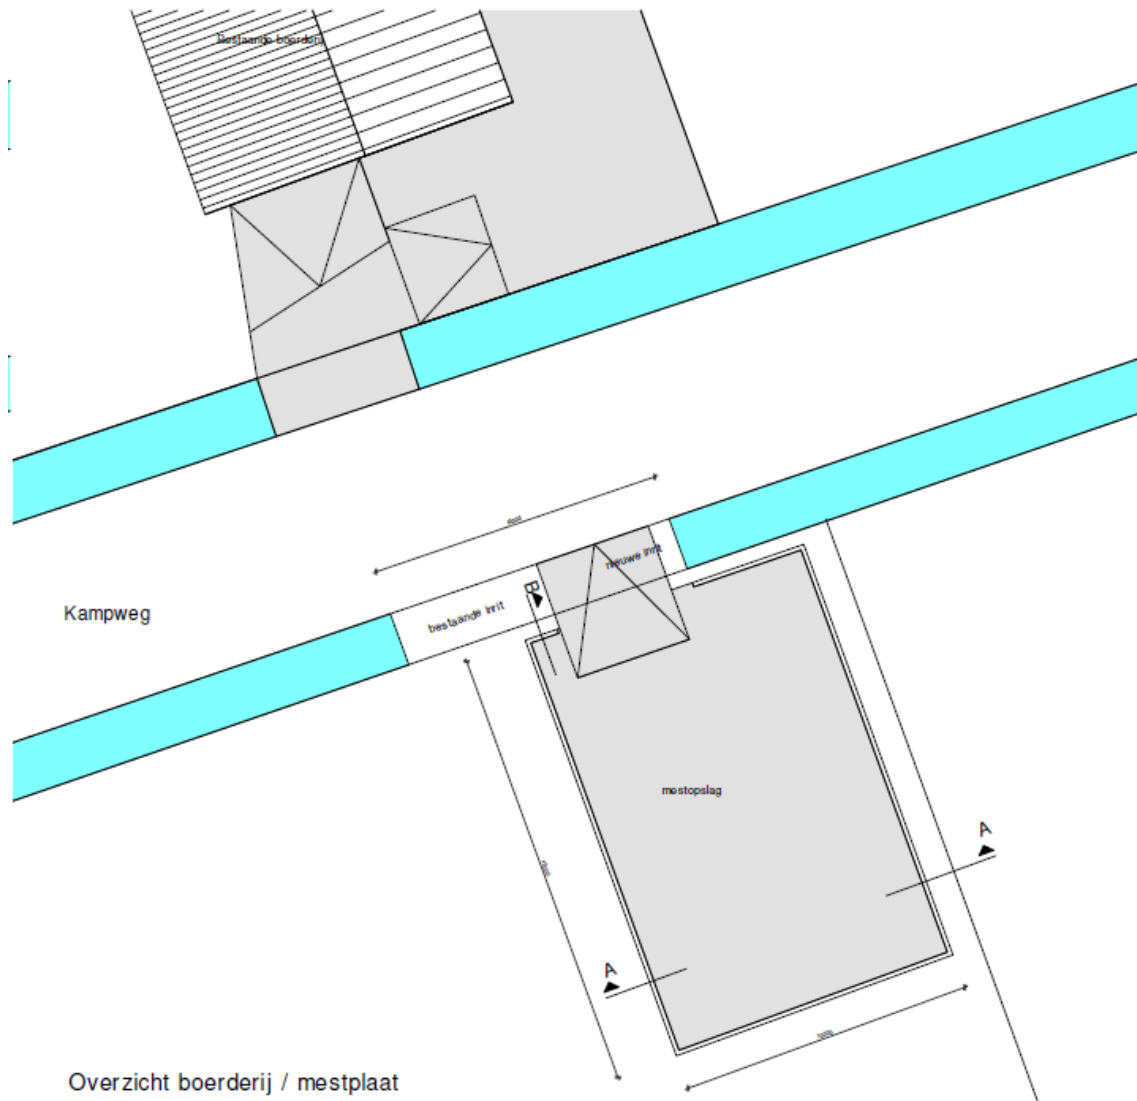 Bestaande boerderij
nieuwe inrit
B
bestaande inrit
Kampweg
mestopslag
A
A
Overzicht boerderij / mestplaat